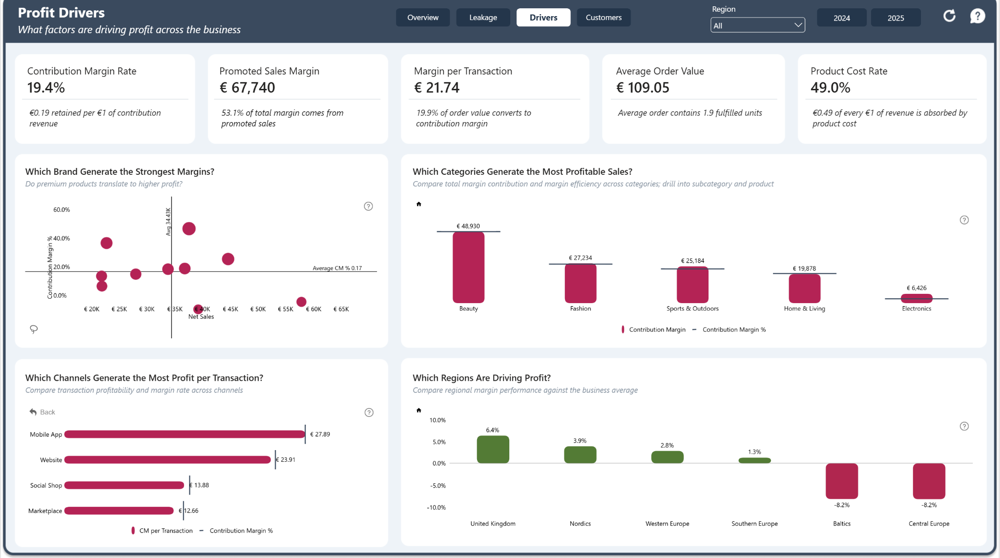 Profit Drivers
What factors are driving profit across the business
Overview
Leakage
Drivers
Customers
Region
All
2024
2025
?
Contribution Margin Rate
19.4%
€0.19 retained per €1 of contribution
revenue
Promoted Sales Margin
€ 67,740
53.1% of total margin comes from
promoted sales
Margin per Transaction
€ 21.74
19.9% of order value converts to
contribution margin
Average Order Value
€ 109.05
Average order contains 1.9 fulfilled units
Product Cost Rate
49.0%
€0.49 of every €1 of revenue is absorbed by
product cost
Which Brand Generate the Strongest Margins?
Do premium products translate to higher profit?
?
60.0%
40.0%
20.0%
0.0%
Contribution Margin %
Avg 34.43K
Average CM % 0.17
€ 20K
€ 25K
€ 30K
€ 35K
€ 40K
€ 45K
€ 50K
€ 55K
€ 60K
€ 65K
Net Sales
Which Categories Generate the Most Profitable Sales?
Compare total margin contribution and margin efficiency across categories; drill into subcategory and product
?
€ 48,930
€ 27,234
€ 25,184
€ 19,878
€ 6,426
Beauty
Fashion
Sports & Outdoors
Home & Living
Electronics
Contribution Margin
Contribution Margin %
Which Channels Generate the Most Profit per Transaction?
Compare transaction profitability and margin rate across channels
Back
?
Mobile App
€ 27.89
Website
€ 23.91
Social Shop
€ 13.88
Marketplace
€ 12.66
CM per Transaction
Contribution Margin %
Which Regions Are Driving Profit?
Compare regional margin performance against the business average
?
10.0%
5.0%
0.0%
-5.0%
-10.0%
6.4%
3.9%
2.8%
1.3%
-8.2%
-8.2%
United Kingdom
Nordics
Western Europe
Southern Europe
Baltics
Central Europe